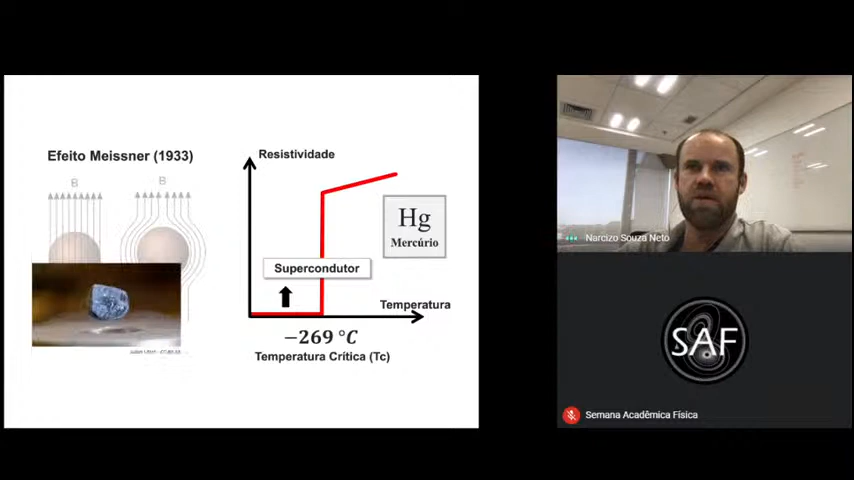 Efeito Meissner (1933)
B
B
Resistividade
Hg
Mercúrio
Supercondutor
Temperatura
−269 °C
Temperatura Crítica (Tc)
Narcizo Souza Neto
SAF
Semana Acadêmica Física